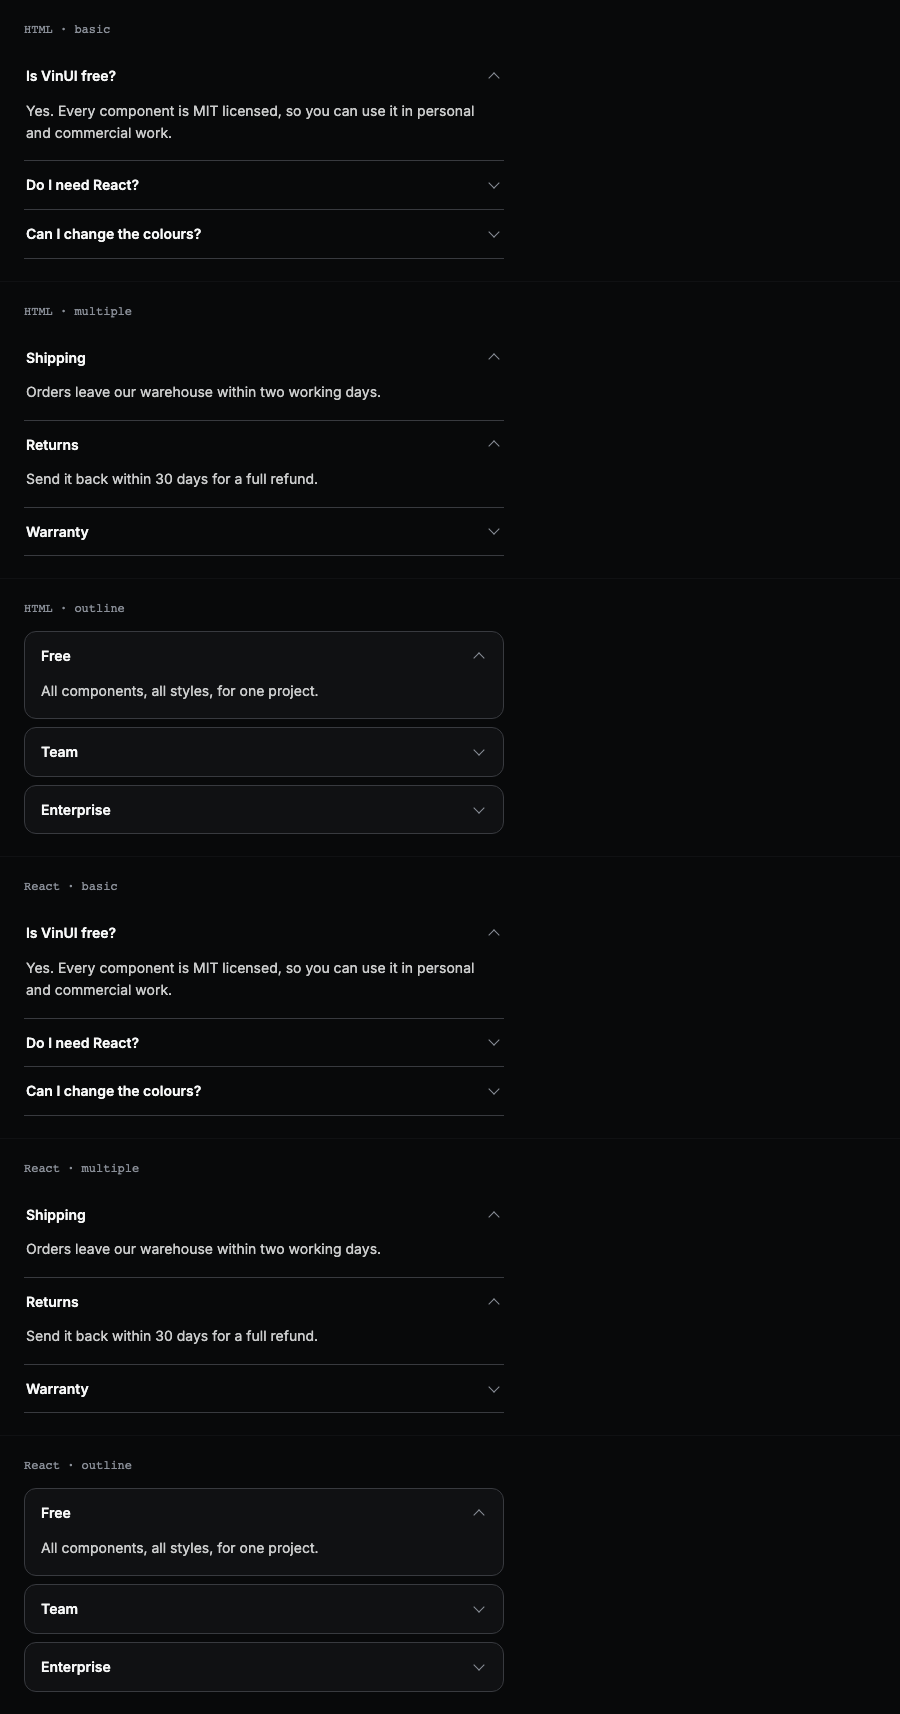 HTML · basic
Is VinUI free?
Yes. Every component is MIT licensed, so you can use it in personal
and commercial work.
Do I need React?
Can I change the colours?
HTML · multiple
Shipping
Orders leave our warehouse within two working days.
Returns
Send it back within 30 days for a full refund.
Warranty
HTML · outline
Free
All components, all styles, for one project.
Team
Enterprise
React · basic
Is VinUI free?
Yes. Every component is MIT licensed, so you can use it in personal
and commercial work.
Do I need React?
Can I change the colours?
React · multiple
Shipping
Orders leave our warehouse within two working days.
Returns
Send it back within 30 days for a full refund.
Warranty
React · outline
Free
All components, all styles, for one project.
Team
Enterprise